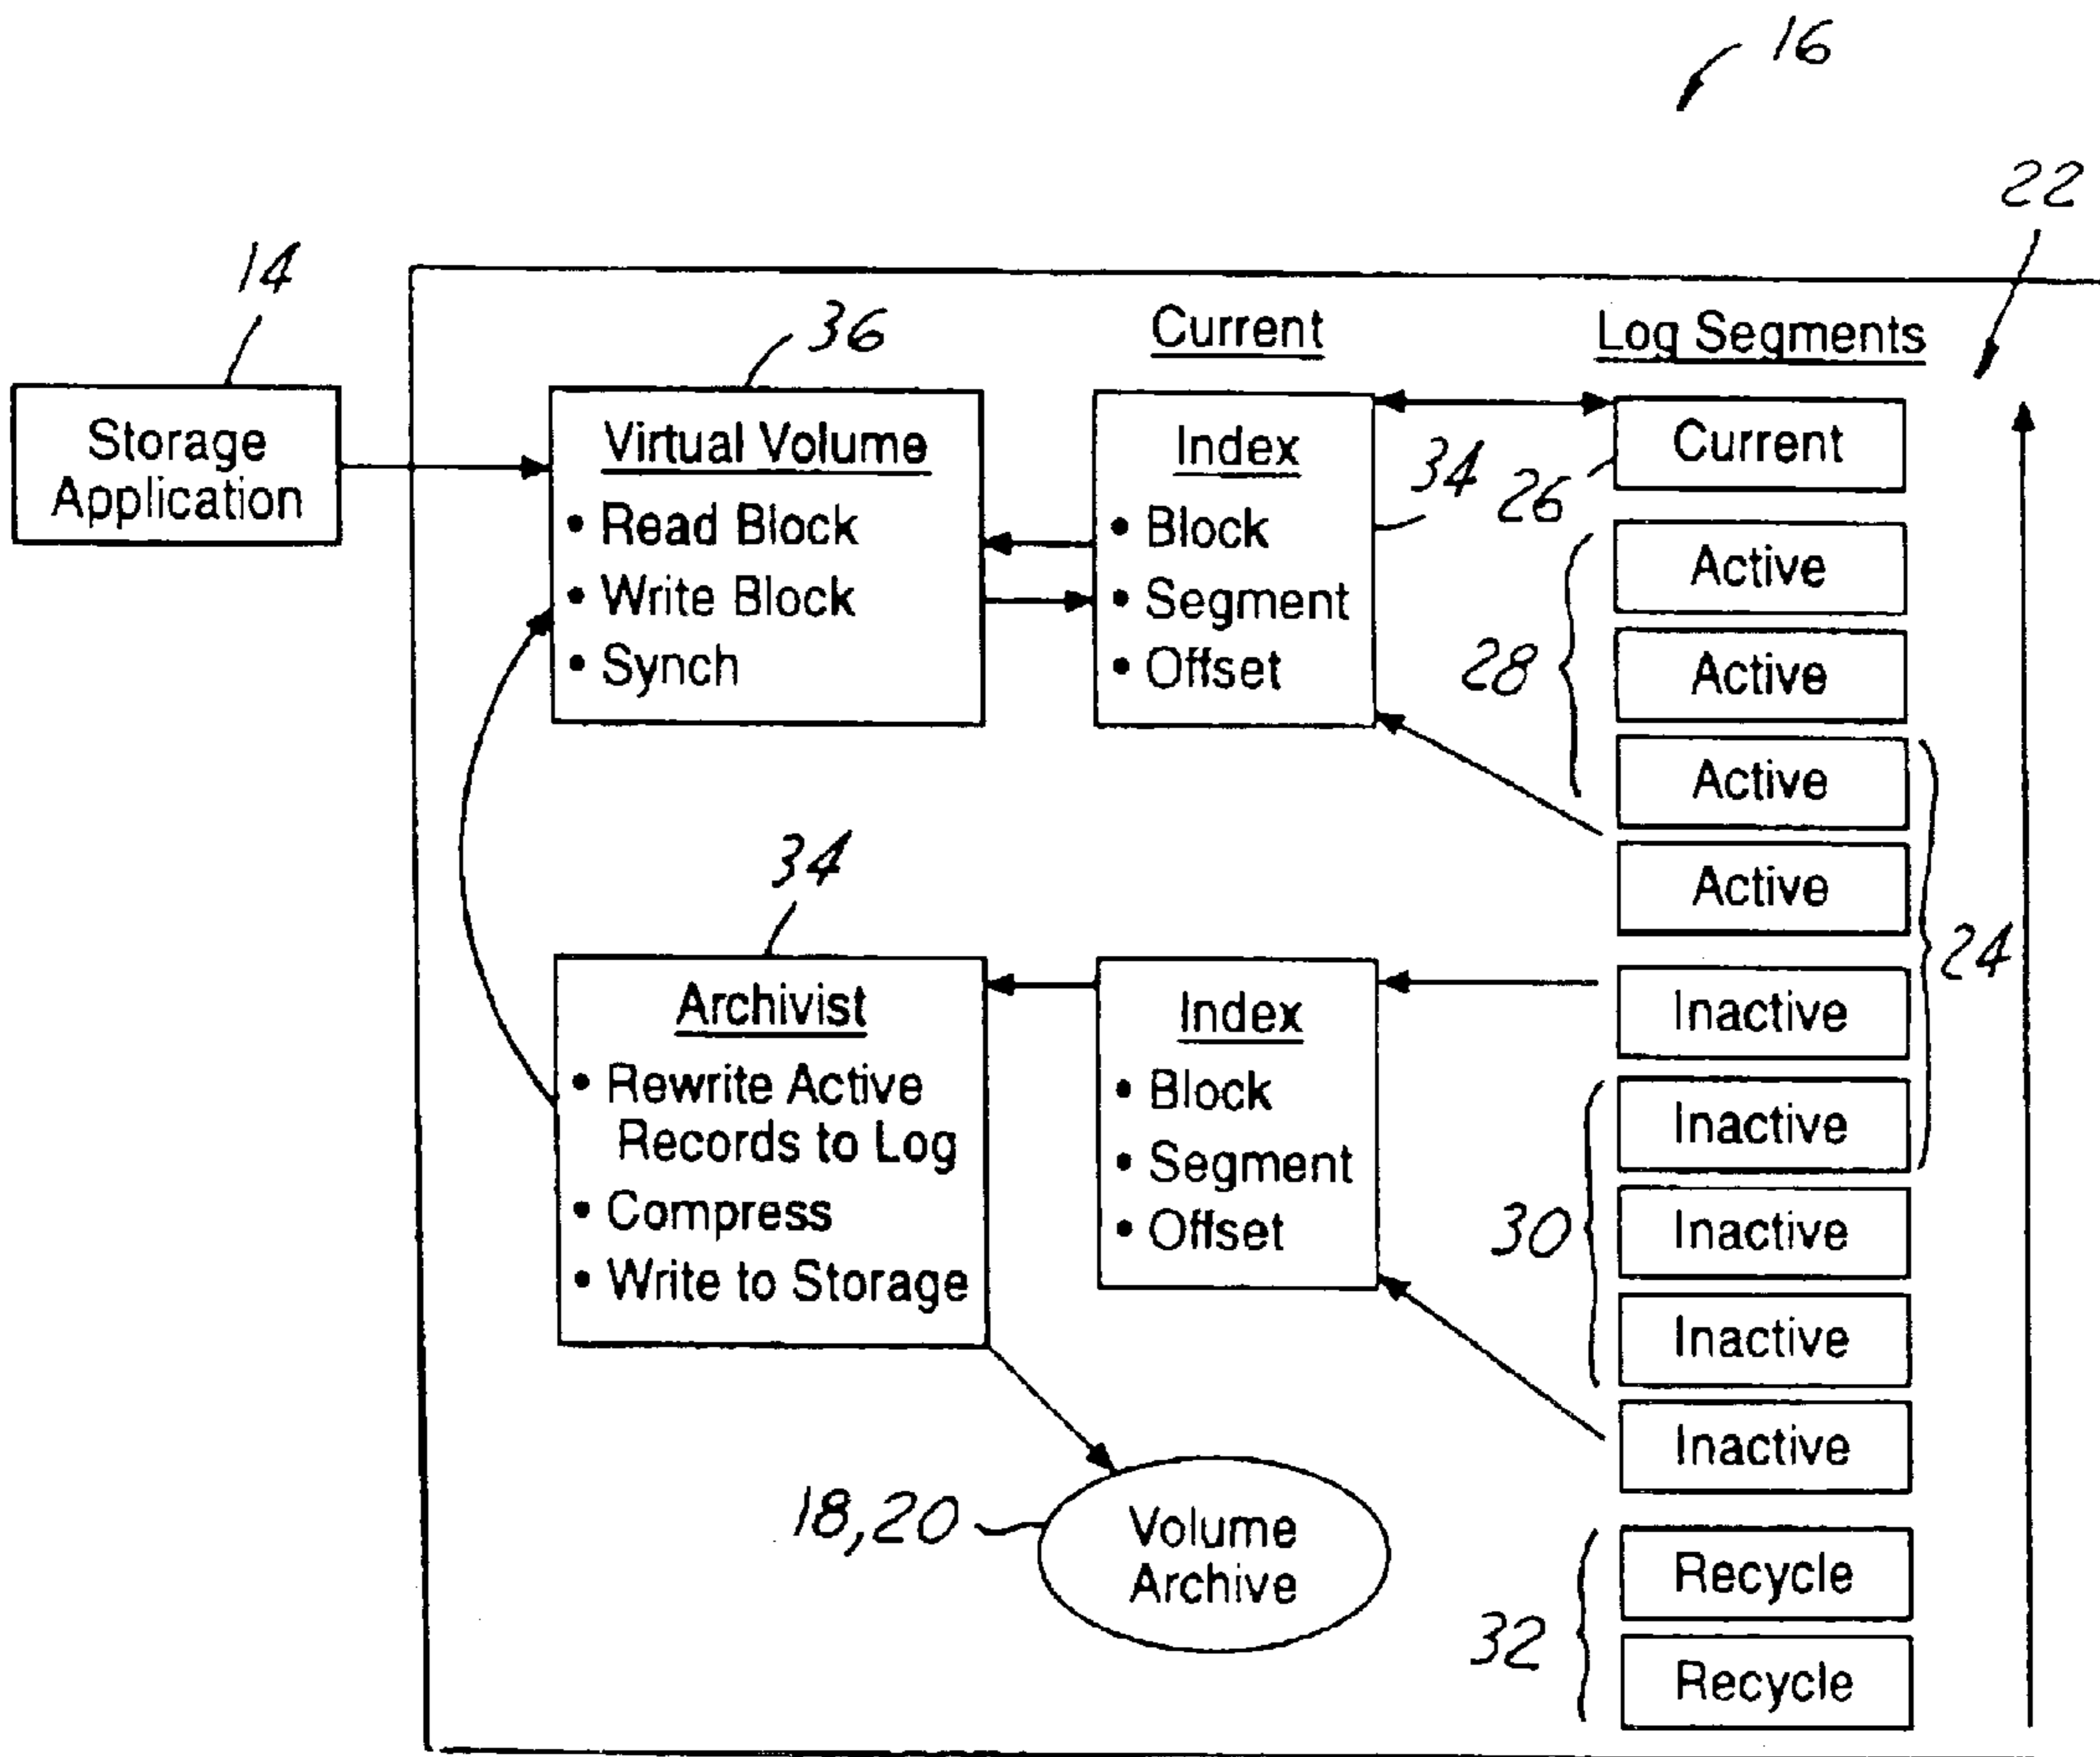 16
22
14
36
Current
Log Segments
Storage
Application
Virtual Volume
• Read Block
• Write Block
• Synch
Index
• Block
• Segment
• Offset
34
26
Current
28
Active
Active
Active
Active
24
34
Archivist
• Rewrite Active
Records to Log
• Compress
• Write to Storage
Index
• Block
• Segment
• Offset
Inactive
Inactive
30
Inactive
Inactive
Inactive
18,20
Volume
Archive
32
Recycle
Recycle